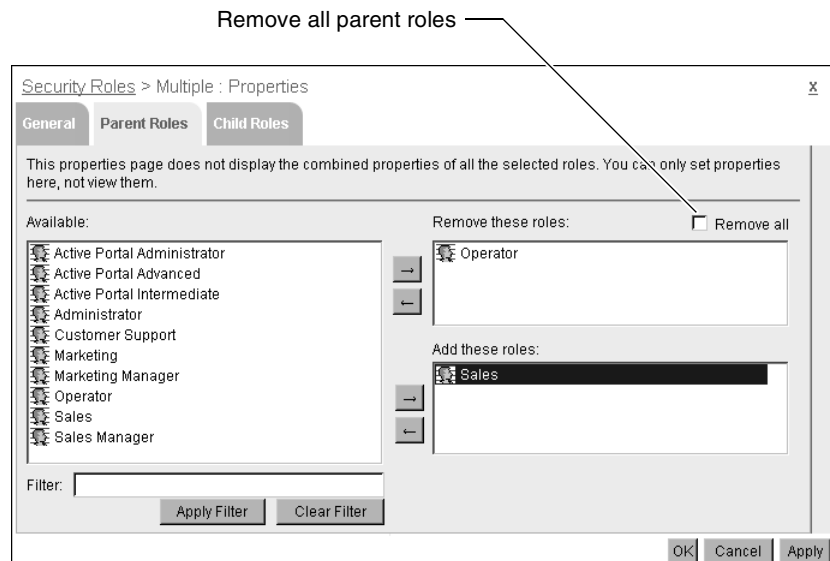 Remove all parent roles
Security Roles > Multiple : Properties
x
General
Parent Roles
Child Roles
This properties page does not display the combined properties of all the selected roles. You can only set properties
here, not view them.
Available:
Remove these roles:
Remove all
Active Portal Administrator
Active Portal Advanced
Active Portal Intermediate
Administrator
Customer Support
Marketing
Marketing Manager
Operator
Sales
Sales Manager
→
←
Operator
Add these roles:
→
←
Sales
Filter:
Apply Filter
Clear Filter
OK
Cancel
Apply